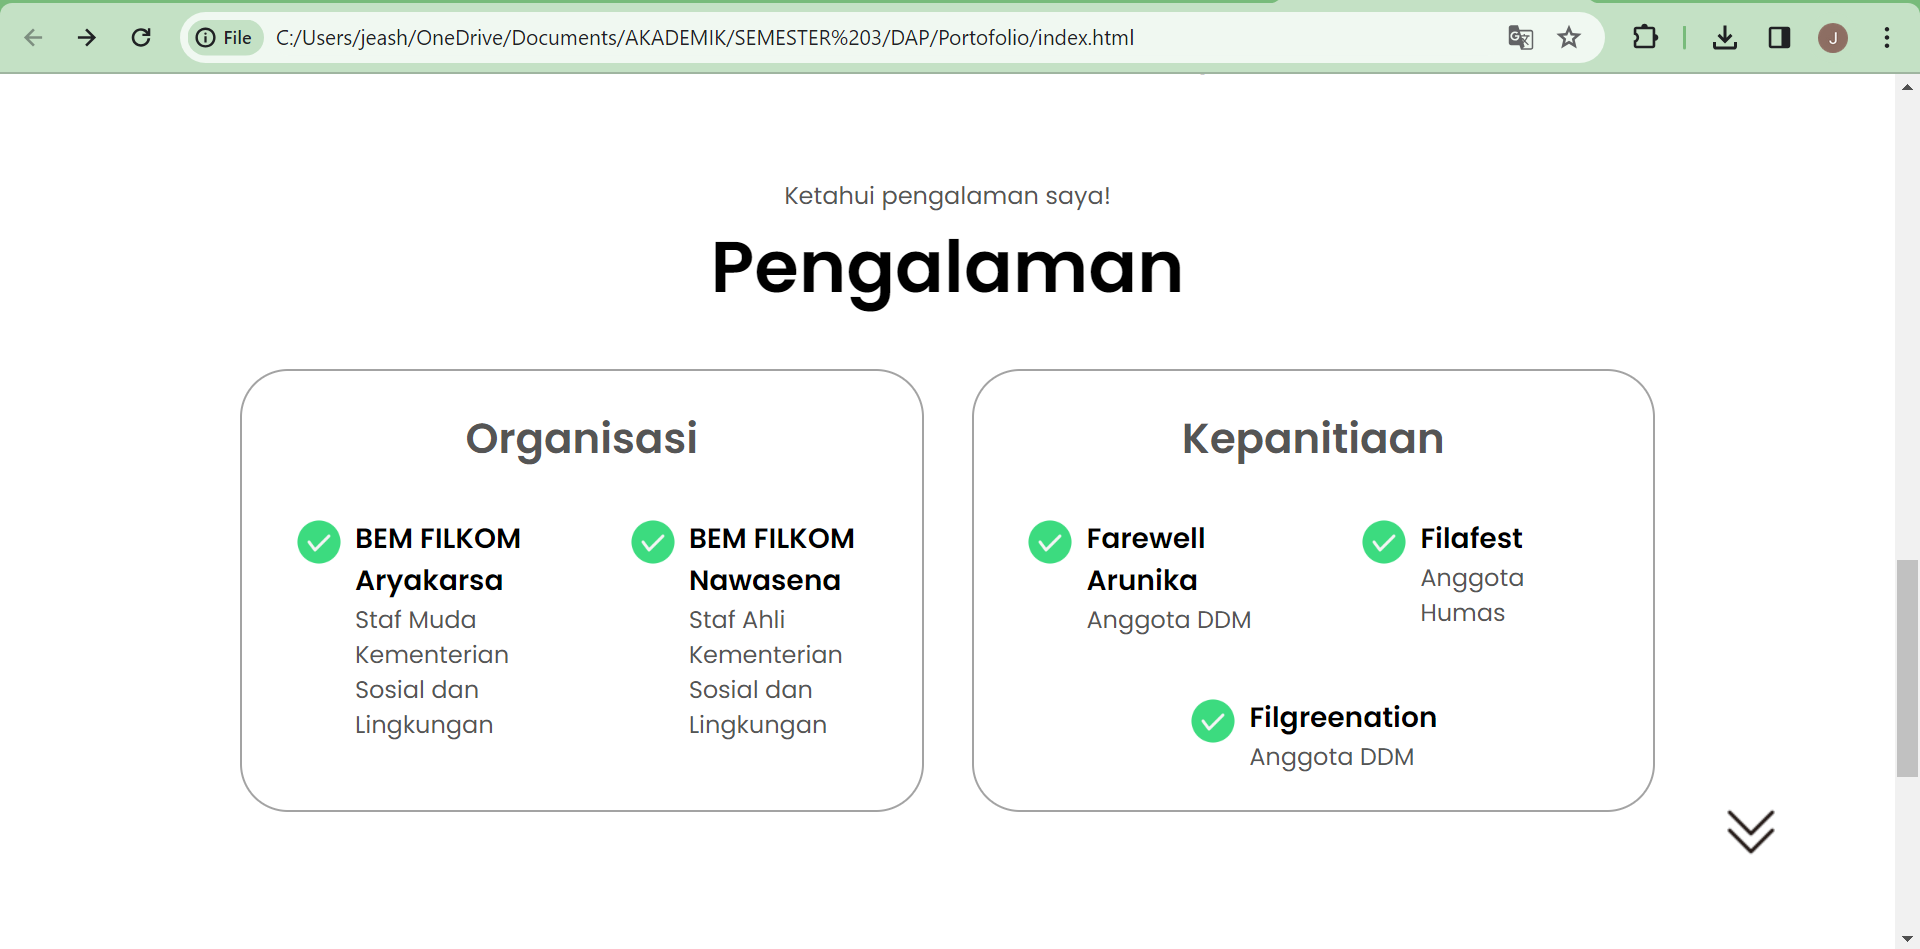 File
C:/Users/jeash/OneDrive/Documents/AKADEMIK/SEMESTER%203/DAP/Portofolio/index.html
J
Ketahui pengalaman saya!
Pengalaman
Organisasi
BEM FILKOM
Aryakarsa
Staf Muda
Kementerian
Sosial dan
Lingkungan
BEM FILKOM
Nawasena
Staf Ahli
Kementerian
Sosial dan
Lingkungan
Kepanitiaan
Farewell
Arunika
Anggota DDM
Filafest
Anggota
Humas
Filgreenation
Anggota DDM